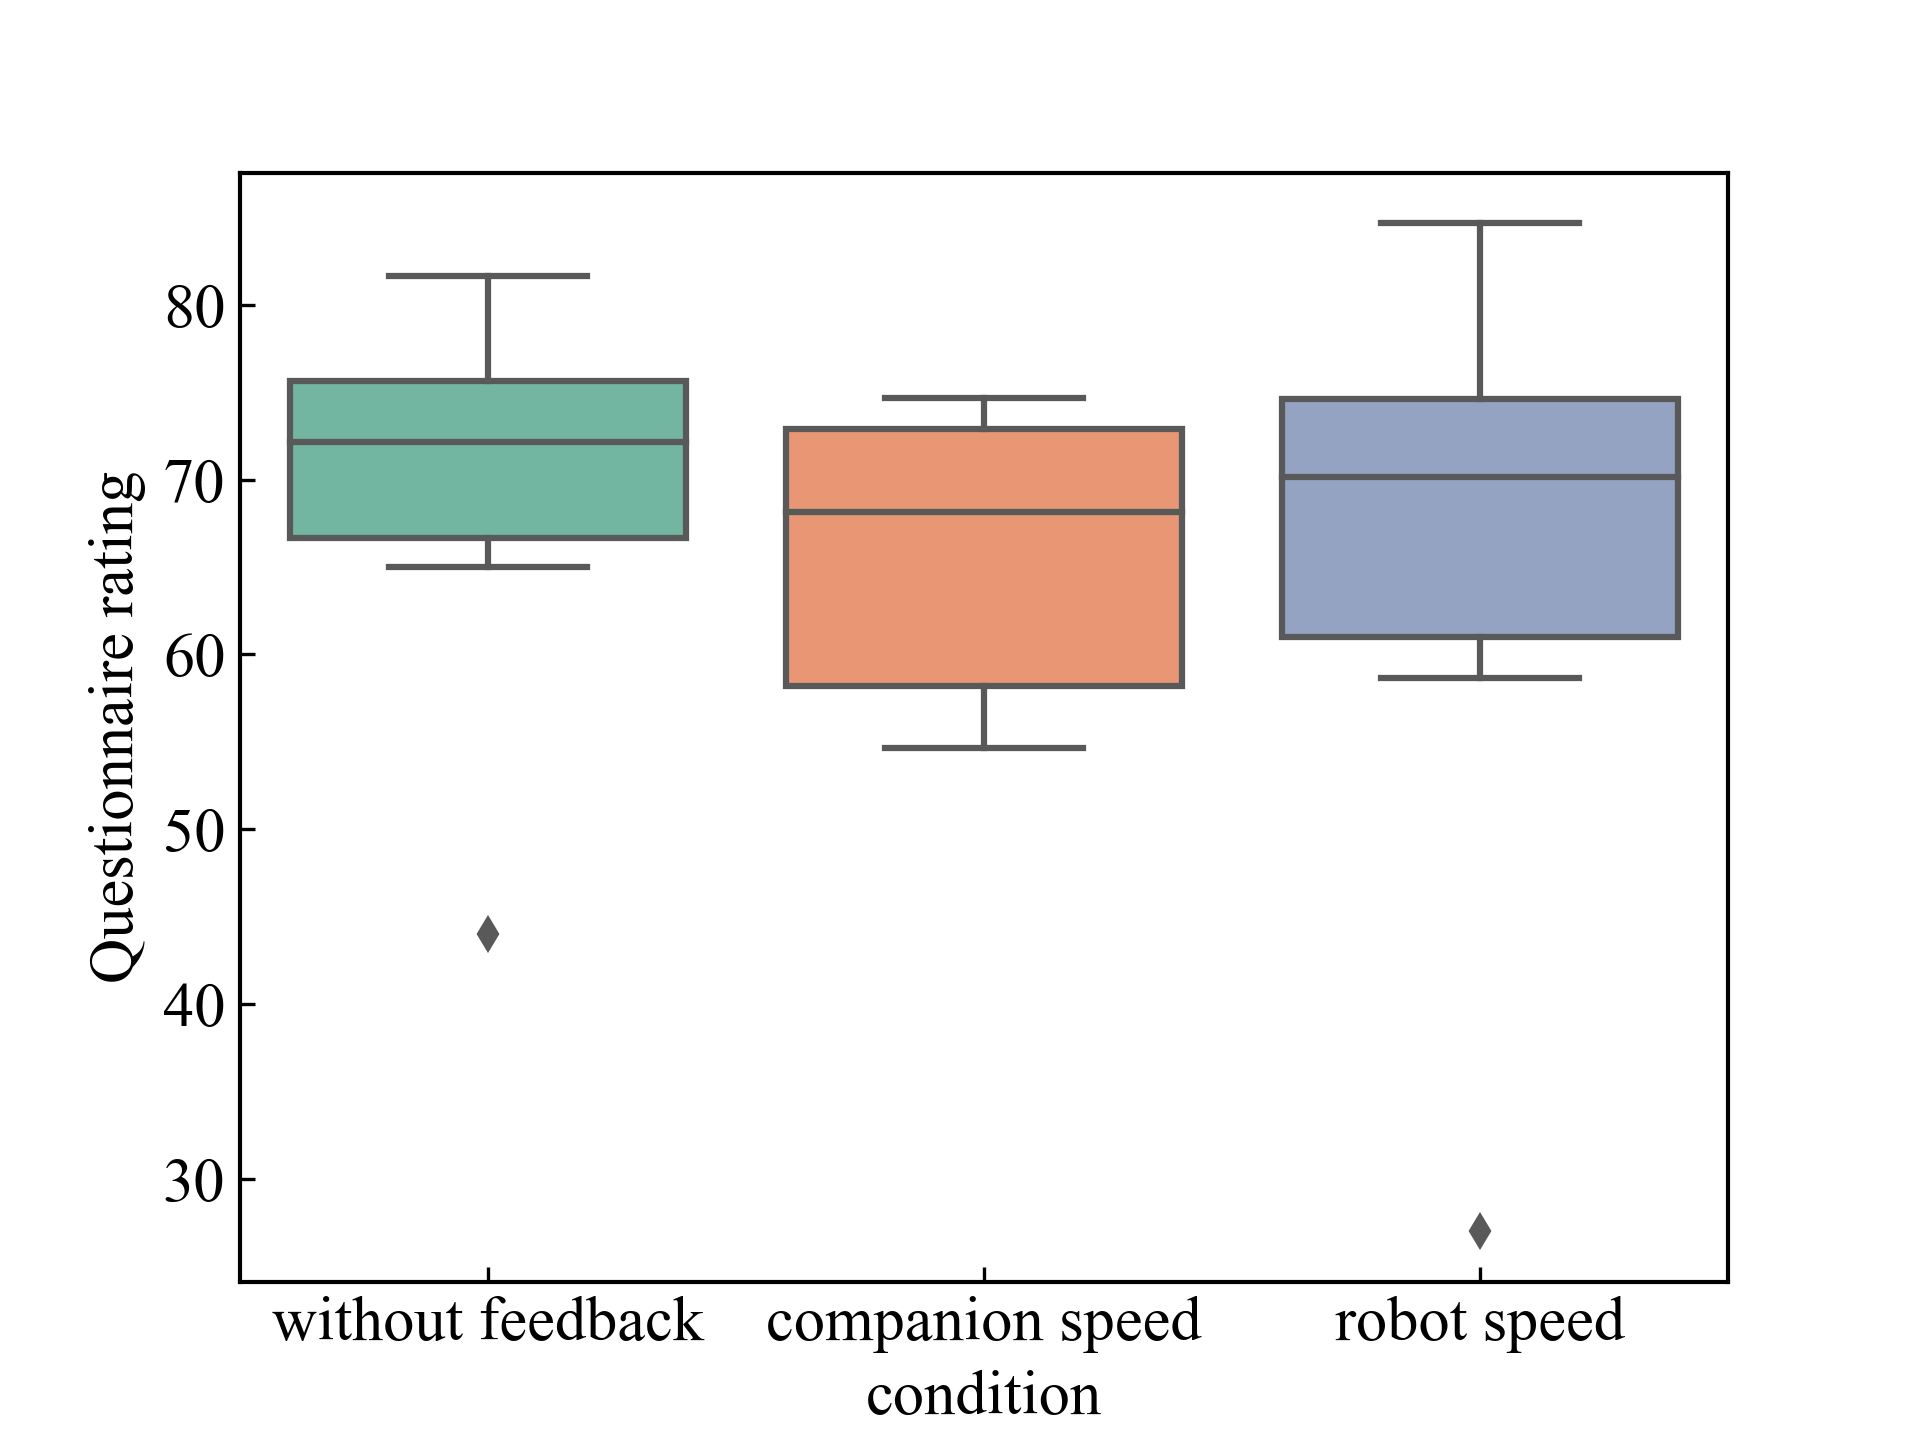 Questionnaire rating
80
70
60
50
40
30
without feedback companion speed robot speed
condition